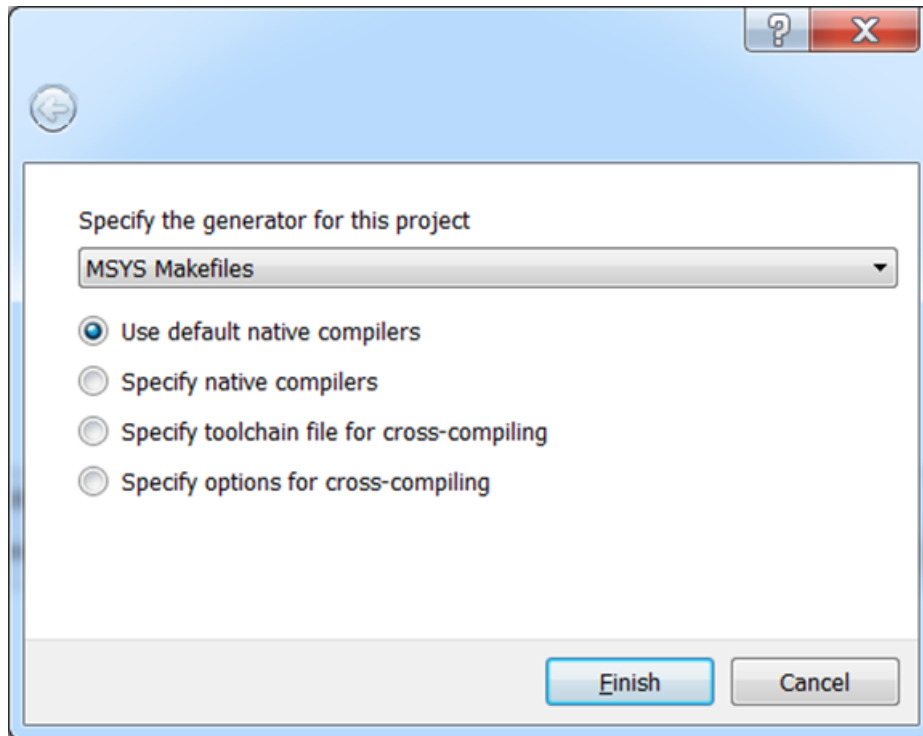 Specify the generator for this project
MSYS Makefiles
Use default native compilers
Specify native compilers
Specify toolchain file for cross-compiling
Specify options for cross-compiling
Finish
Cancel